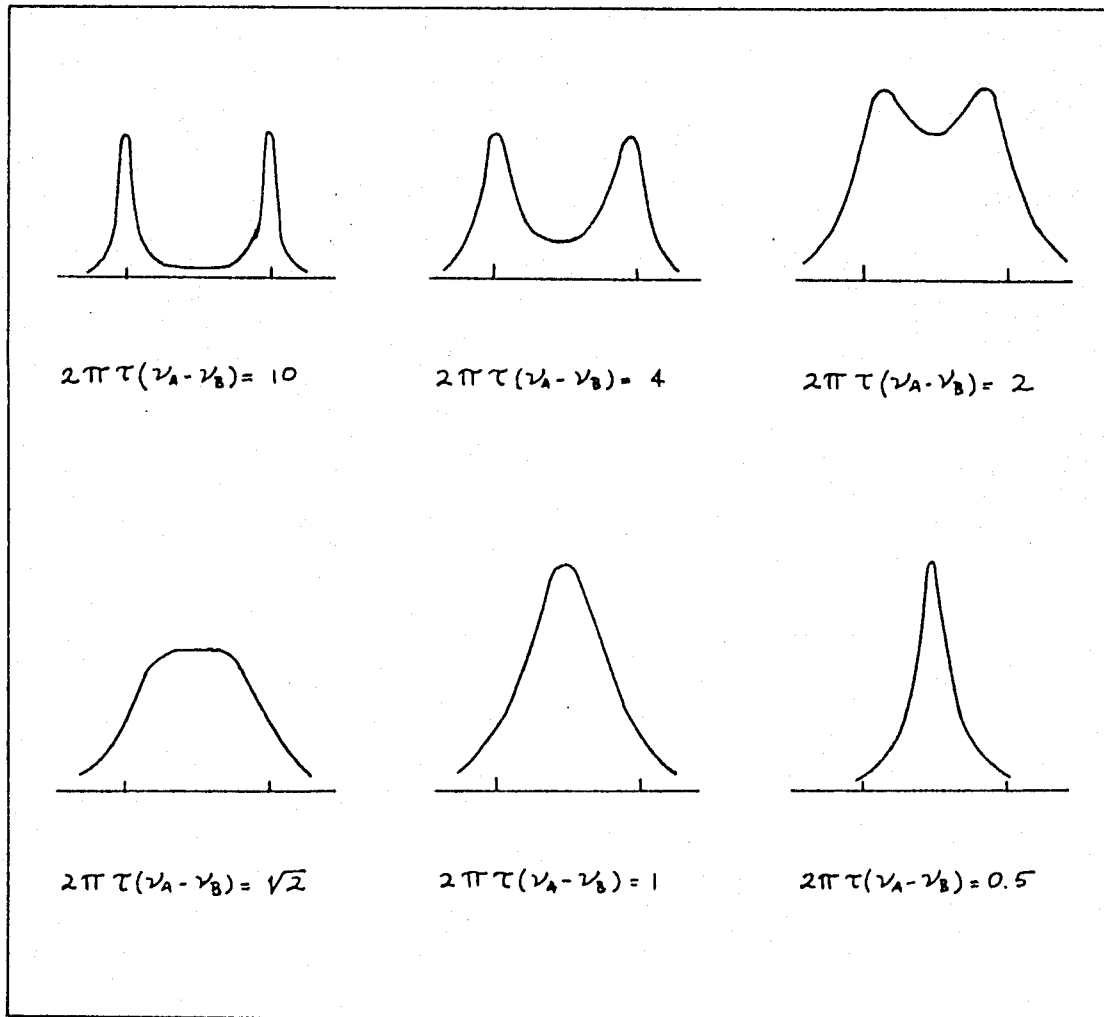 2π τ(ν_A - ν_B) = 10
2π τ(ν_A - ν_B) = 4
2π τ(ν_A - ν_B) = 2
2π τ(ν_A - ν_B) = √2
2π τ(ν_A - ν_B) = 1
2π τ(ν_A - ν_B) = 0.5